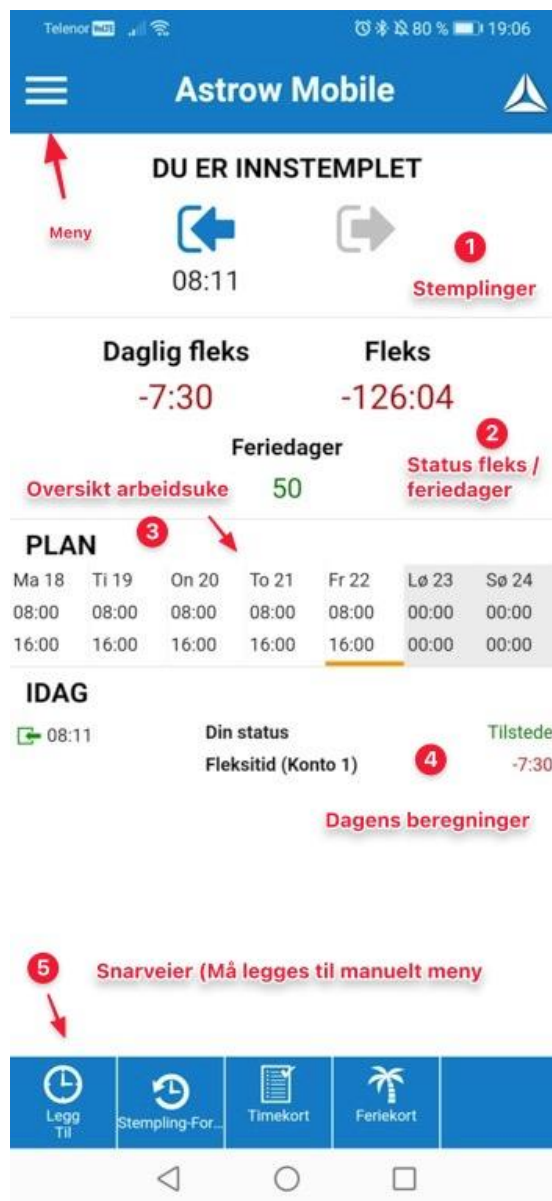 Telenor VoLTE 80 % 19:06
Astrow Mobile
DU ER INNSTEMPLET
Meny
08:11
1
Stemplinger
Daglig fleks Fleks
-7:30 -126:04
Feriedager
50
2
Status fleks /
feriedager
Oversikt arbeidsuke
3
PLAN
Ma 18 Ti 19 On 20 To 21 Fr 22 Lø 23 Sø 24
08:00 08:00 08:00 08:00 08:00 00:00 00:00
16:00 16:00 16:00 16:00 16:00 00:00 00:00
IDAG
08:11 Din status Tilstede
Fleksitid (Konto 1) 4 -7:30
Dagens beregninger
5 Snarveier (Må legges til manuelt meny
Legg
Til
Stempling-For...
Timekort
Feriekort